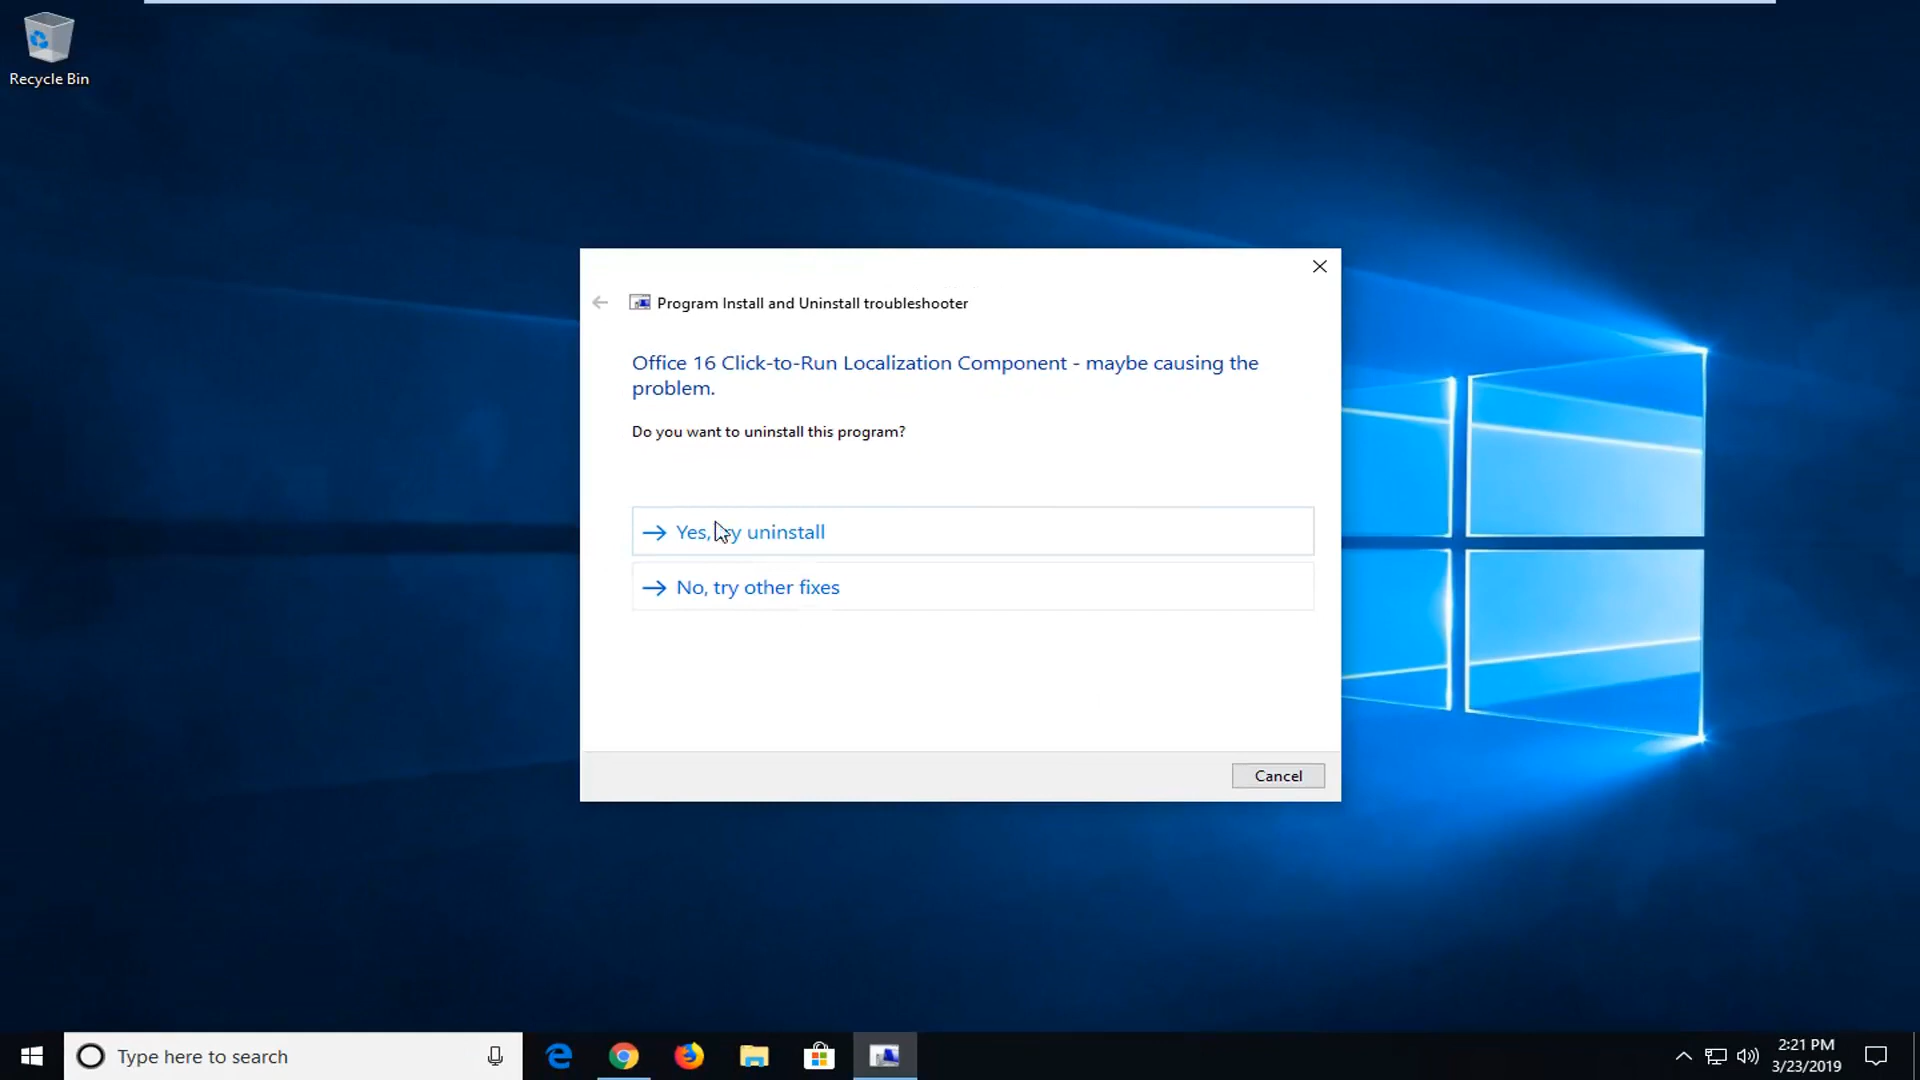 Recycle Bin
Program Install and Uninstall troubleshooter
Office 16 Click-to-Run Localization Component - maybe causing the
problem.
Do you want to uninstall this program?
Yes, try uninstall
No, try other fixes
Cancel
Type here to search
2:21 PM
3/23/2019